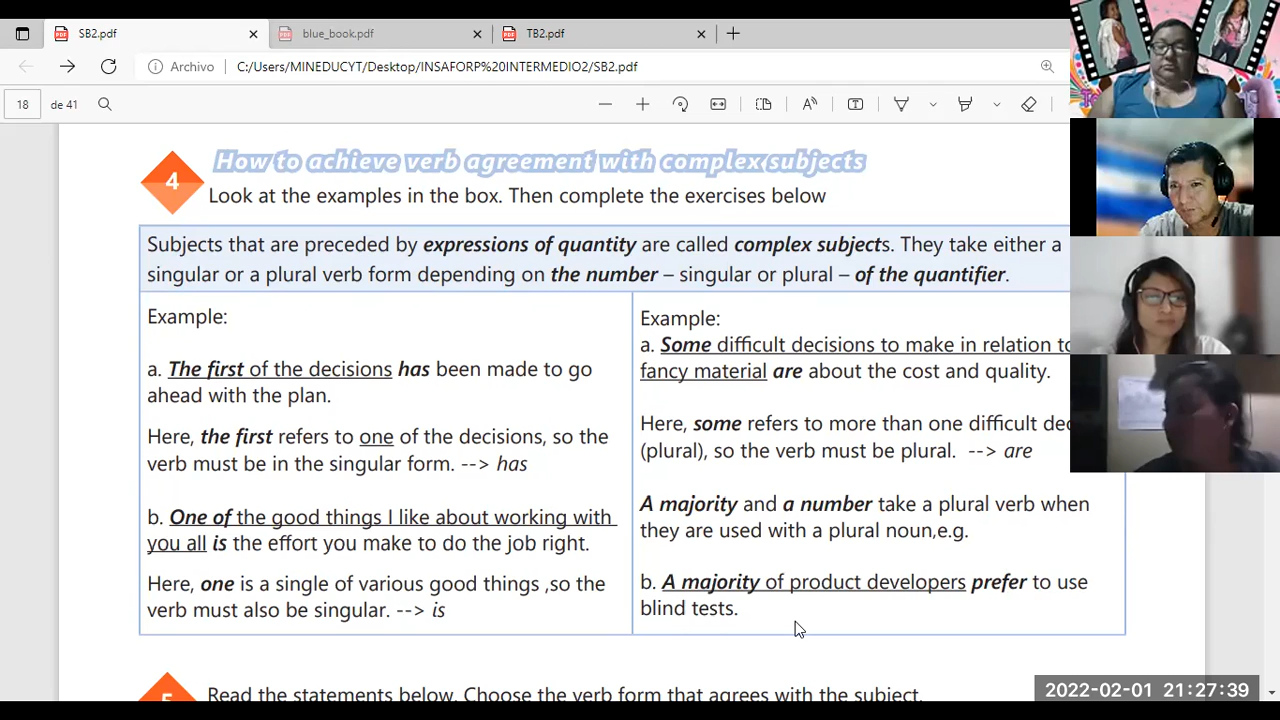 SB2.pdf
blue_book.pdf
TB2.pdf
Archivo
C:/Users/MINEDUCYT/Desktop/INSAFORP%20INTERMEDIO2/SB2.pdf
18 de 41
4
How to achieve verb agreement with complex subjects
Look at the examples in the box. Then complete the exercises below
Subjects that are preceded by expressions of quantity are called complex subjects. They take either a
singular or a plural verb form depending on the number – singular or plural – of the quantifier.
Example:
a. The first of the decisions has been made to go
ahead with the plan.
Here, the first refers to one of the decisions, so the
verb must be in the singular form. --> has
b. One of the good things I like about working with
you all is the effort you make to do the job right.
Here, one is a single of various good things ,so the
verb must also be singular. --> is
Example:
a. Some difficult decisions to make in relation to
fancy material are about the cost and quality.
Here, some refers to more than one difficult dec
(plural), so the verb must be plural. --> are
A majority and a number take a plural verb when
they are used with a plural noun,e.g.
b. A majority of product developers prefer to use
blind tests.
5
Read the statements below. Choose the verb form that agrees with the subject.
2022-02-01 21:27:39